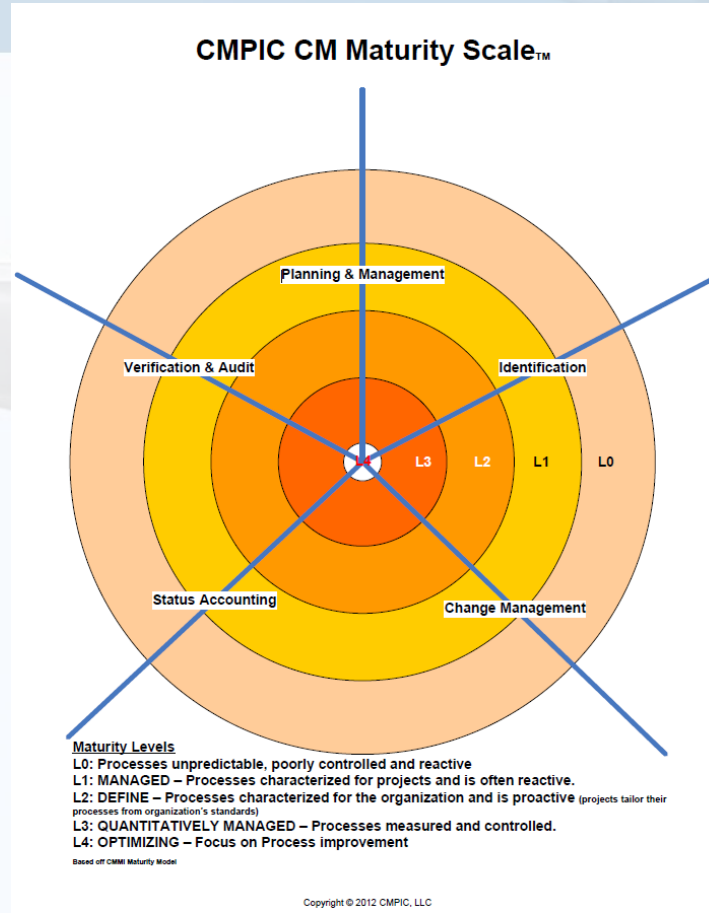 CMPIC CM Maturity Scale™
Planning & Management
Verification & Audit
Identification
L4
L3
L2
L1
L0
Status Accounting
Change Management
Maturity Levels
L0: Processes unpredictable, poorly controlled and reactive
L1: MANAGED – Processes characterized for projects and is often reactive.
L2: DEFINE – Processes characterized for the organization and is proactive (projects tailor their
processes from organization's standards)
L3: QUANTITATIVELY MANAGED – Processes measured and controlled.
L4: OPTIMIZING – Focus on Process improvement
Based off CMMI Maturity Model
Copyright © 2012 CMPIC, LLC